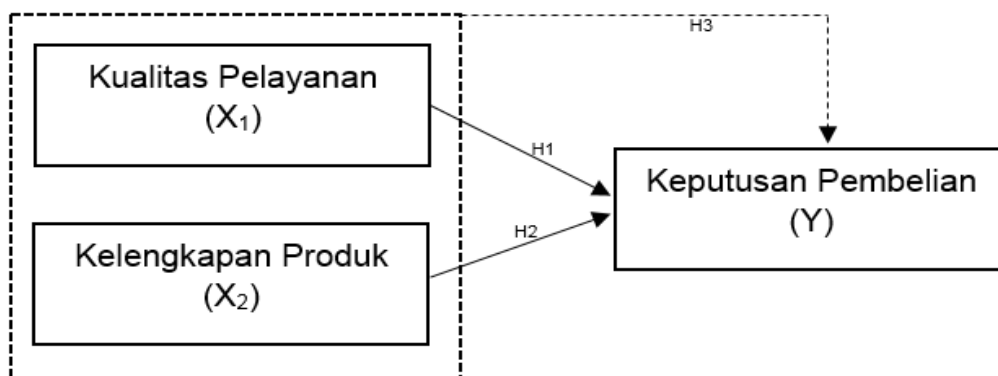 H3
Kualitas Pelayanan
(X₁)
H1
Keputusan Pembelian
(Y)
H2
Kelengkapan Produk
(X₂)